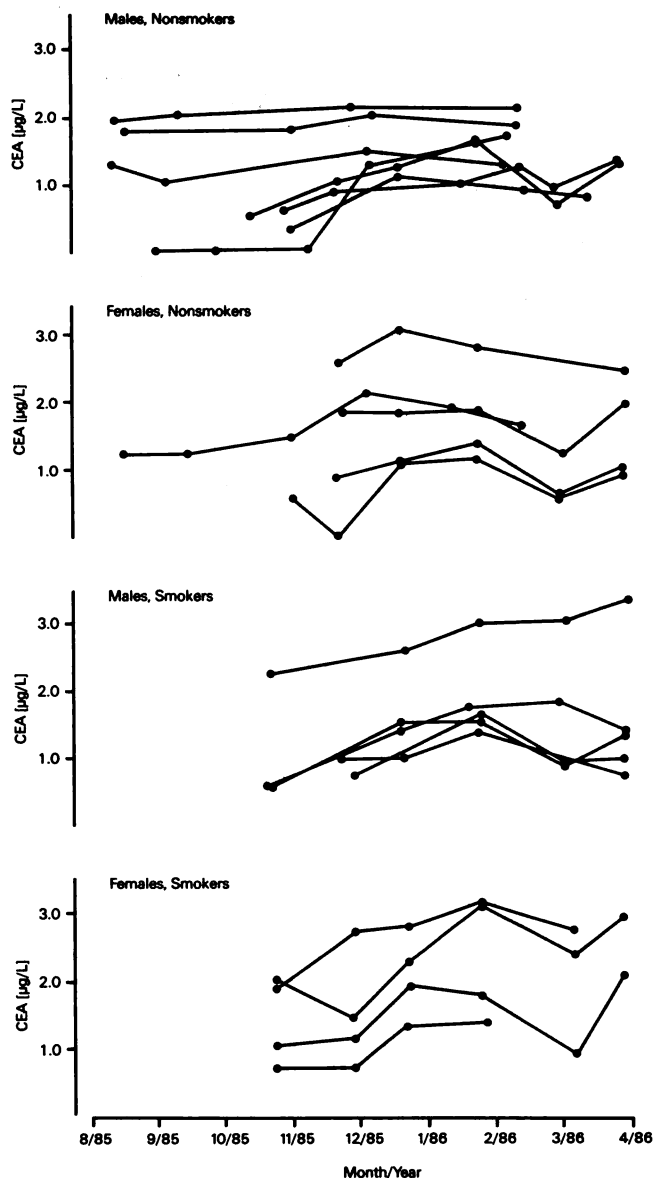 Males, Nonsmokers
3.0
2.0
1.0
CEA [µg/L]
Females, Nonsmokers
3.0
2.0
1.0
CEA [µg/L]
Males, Smokers
3.0
2.0
1.0
CEA [µg/L]
Females, Smokers
3.0
2.0
1.0
CEA [µg/L]
8/85 9/85 10/85 11/85 12/85 1/86 2/86 3/86 4/86
Month/Year